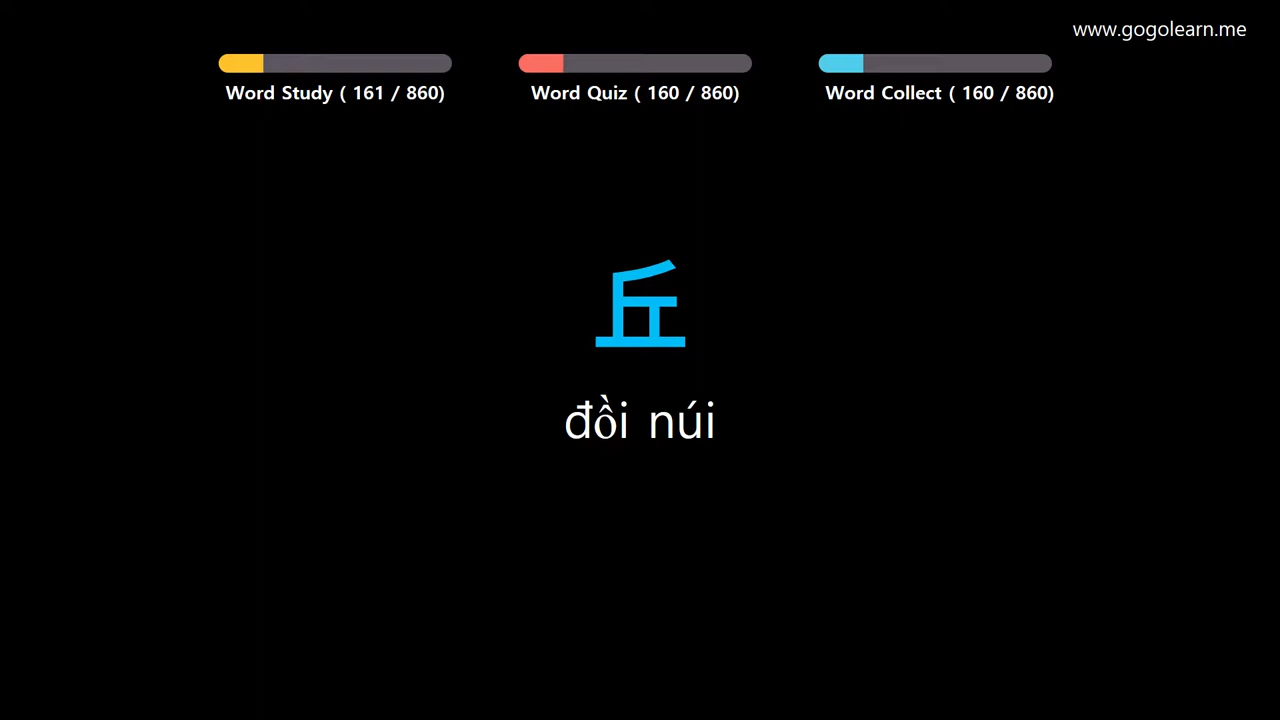 www.gogolearn.me
Word Study ( 161 / 860)
Word Quiz ( 160 / 860)
Word Collect ( 160 / 860)
丘
đồi núi